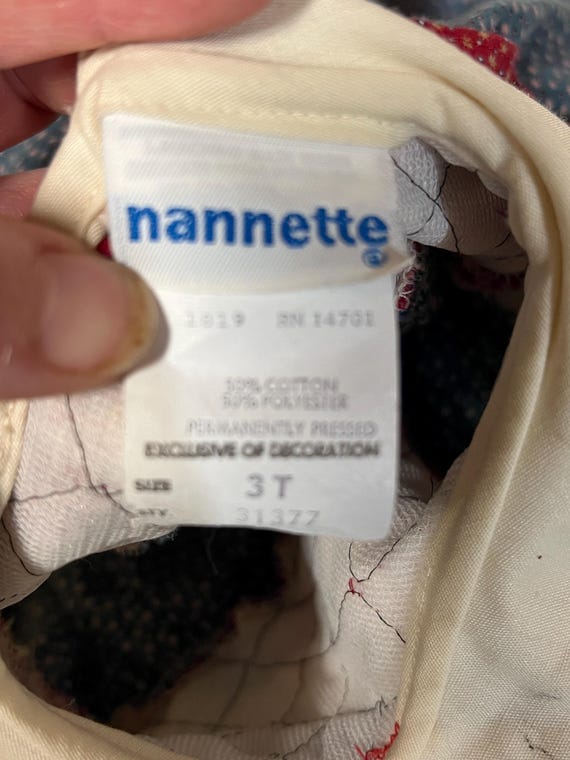 nannette
®
1019 RN 14701
50% COTTON
50% POLYESTER
PERMANENTLY PRESSED
EXCLUSIVE OF DECORATION
SIZE 3T
31377